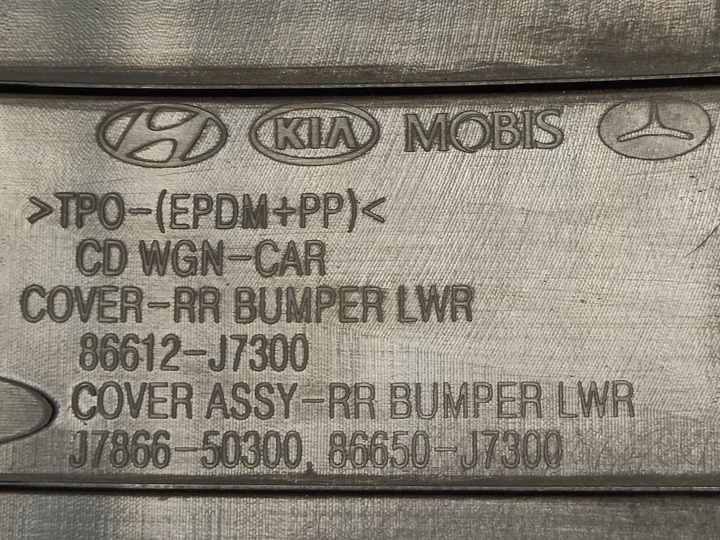 KIA MOBIS
>TPO-(EPDM+PP)<
CD WGN-CAR
COVER-RR BUMPER LWR
86612-J7300
COVER ASSY-RR BUMPER LWR
J7866-50300, 86650-J7300